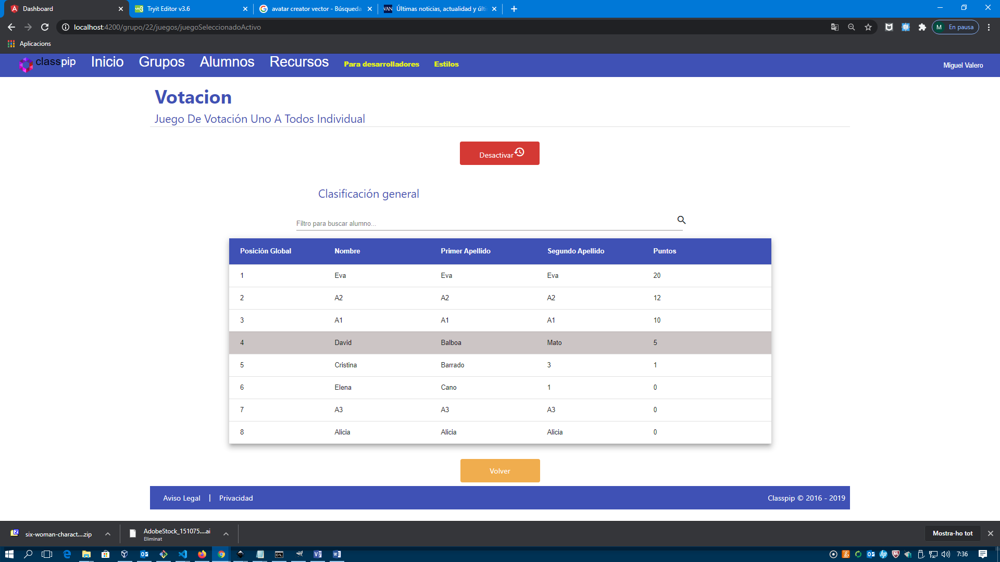 Dashboard
Tryit Editor v3.6
avatar creator vector - Búsqueda
Últimas noticias, actualidad y últi
localhost:4200/grupo/22/juegos/juegoSeleccionadoActivo
M En pausa
Aplicacions
classpip Inicio Grupos Alumnos Recursos Para desarrolladores Estilos Miguel Valero
Votacion
Juego De Votación Uno A Todos Individual
Desactivar
Clasificación general
Filtro para buscar alumno...
Posición Global Nombre Primer Apellido Segundo Apellido Puntos
1 Eva Eva Eva 20
2 A2 A2 A2 12
3 A1 A1 A1 10
4 David Balboa Mato 5
5 Cristina Barrado 3 1
6 Elena Cano 1 0
7 A3 A3 A3 0
8 Alicia Alicia Alicia 0
Volver
Aviso Legal | Privacidad Classpip © 2016 - 2019
six-woman-charact....zip
AdobeStock_151075....ai
Eliminat
Mostra-ho tot
7:36